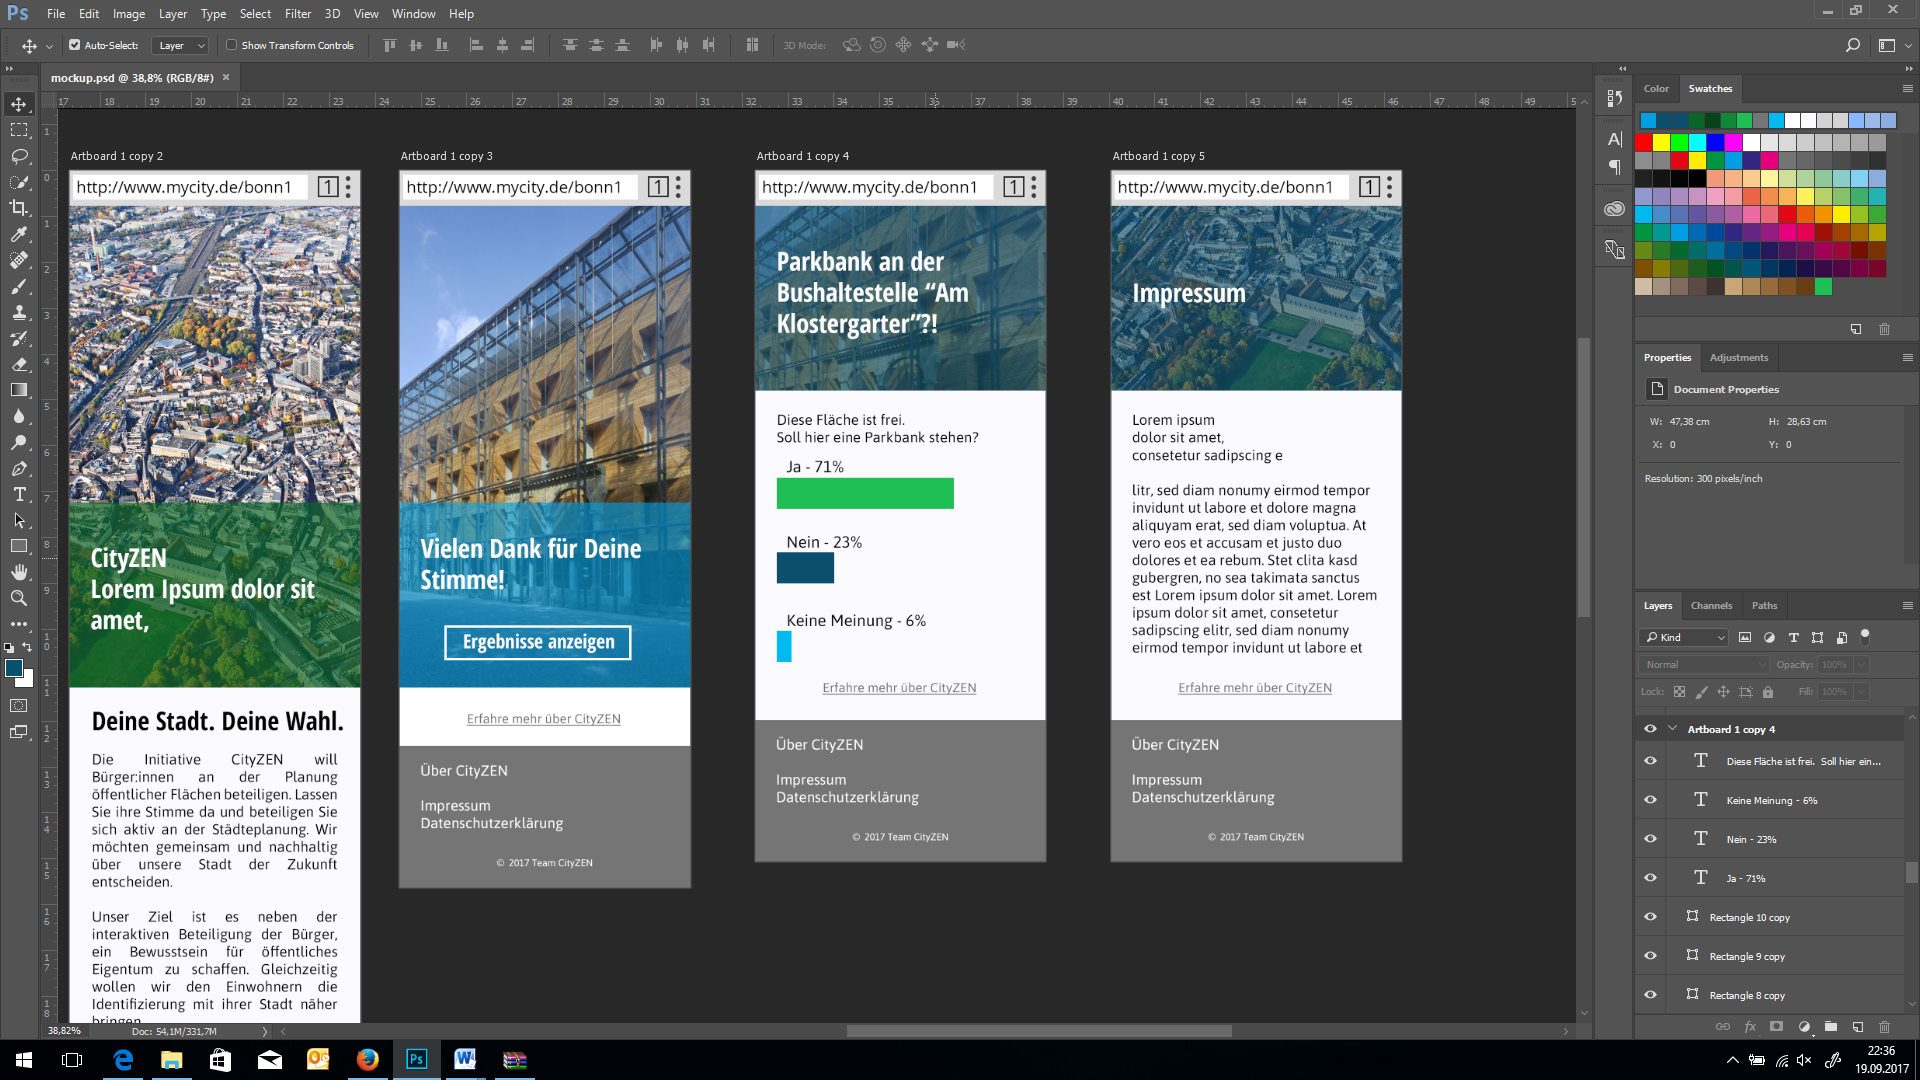 Ps File Edit Image Layer Type Select Filter 3D View Window Help
Auto-Select: Layer Show Transform Controls 3D Mode:
mockup.psd @ 38,8% (RGB/8#) ×
17 18 19 20 21 22 23 24 25 26 27 28 29 30 31 32 33 34 35 36 37 38 39 40 41 42 43 44 45 46 47 48 49
Artboard 1 copy 2
http://www.mycity.de/bonn1 1
CityZEN
Lorem Ipsum dolor sit
amet,
Deine Stadt. Deine Wahl.
Die Initiative CityZEN will
Bürger:innen an der Planung
öffentlicher Flächen beteiligen. Lassen
Sie ihre Stimme da und beteiligen Sie
sich aktiv an der Städteplanung. Wir
möchten gemeinsam und nachhaltig
über unsere Stadt der Zukunft
entscheiden.
Unser Ziel ist es neben der
interaktiven Beteiligung der Bürger,
ein Bewusstsein für öffentliches
Eigentum zu schaffen. Gleichzeitig
wollen wir den Einwohnern die
Identifizierung mit ihrer Stadt näher
bringen
Artboard 1 copy 3
http://www.mycity.de/bonn1 1
Vielen Dank für Deine
Stimme!
Ergebnisse anzeigen
Erfahre mehr über CityZEN
Über CityZEN
Impressum
Datenschutzerklärung
© 2017 Team CityZEN
Artboard 1 copy 4
http://www.mycity.de/bonn1 1
Parkbank an der
Bushaltestelle “Am
Klostergarten”?!
Diese Fläche ist frei.
Soll hier eine Parkbank stehen?
Ja - 71%
Nein - 23%
Keine Meinung - 6%
Erfahre mehr über CityZEN
Über CityZEN
Impressum
Datenschutzerklärung
© 2017 Team CityZEN
Artboard 1 copy 5
http://www.mycity.de/bonn1 1
Impressum
Lorem ipsum
dolor sit amet,
consetetur sadipscing e
litr, sed diam nonumy eirmod tempor
invidunt ut labore et dolore magna
aliquyam erat, sed diam voluptua. At
vero eos et accusam et justo duo
dolores et ea rebum. Stet clita kasd
gubergren, no sea takimata sanctus
est Lorem ipsum dolor sit amet. Lorem
ipsum dolor sit amet, consetetur
sadipscing elitr, sed diam nonumy
eirmod tempor invidunt ut labore et
Erfahre mehr über CityZEN
Über CityZEN
Impressum
Datenschutzerklärung
© 2017 Team CityZEN
Color Swatches
Properties Adjustments
Document Properties
W: 47,38 cm H: 28,63 cm
X: 0 Y: 0
Resolution: 300 pixels/inch
Layers Channels Paths
Kind
Normal Opacity: 100%
Lock: Fill: 100%
Artboard 1 copy 4
Diese Fläche ist frei. Soll hier ein...
Keine Meinung - 6%
Nein - 23%
Ja - 71%
Rectangle 10 copy
Rectangle 9 copy
Rectangle 8 copy
38,82% Doc: 54,1M/331,7M
22:36
19.09.2017